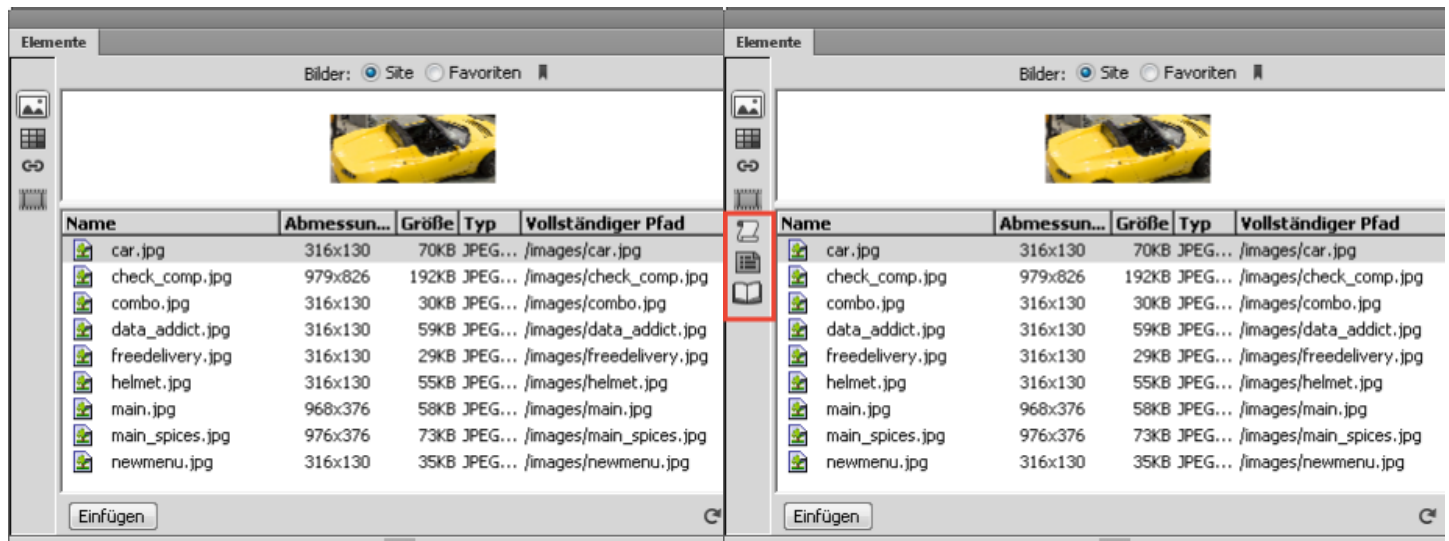 Elemente
Bilder: Site Favoriten
Name Abmessun... Größe Typ Vollständiger Pfad
car.jpg 316x130 70KB JPEG... /images/car.jpg
check_comp.jpg 979x826 192KB JPEG... /images/check_comp.jpg
combo.jpg 316x130 30KB JPEG... /images/combo.jpg
data_addict.jpg 316x130 59KB JPEG... /images/data_addict.jpg
freedelivery.jpg 316x130 29KB JPEG... /images/freedelivery.jpg
helmet.jpg 316x130 55KB JPEG... /images/helmet.jpg
main.jpg 968x376 58KB JPEG... /images/main.jpg
main_spices.jpg 976x376 73KB JPEG... /images/main_spices.jpg
newmenu.jpg 316x130 35KB JPEG... /images/newmenu.jpg
Einfügen
Elemente
Bilder: Site Favoriten
Name Abmessun... Größe Typ Vollständiger Pfad
car.jpg 316x130 70KB JPEG... /images/car.jpg
check_comp.jpg 979x826 192KB JPEG... /images/check_comp.jpg
combo.jpg 316x130 30KB JPEG... /images/combo.jpg
data_addict.jpg 316x130 59KB JPEG... /images/data_addict.jpg
freedelivery.jpg 316x130 29KB JPEG... /images/freedelivery.jpg
helmet.jpg 316x130 55KB JPEG... /images/helmet.jpg
main.jpg 968x376 58KB JPEG... /images/main.jpg
main_spices.jpg 976x376 73KB JPEG... /images/main_spices.jpg
newmenu.jpg 316x130 35KB JPEG... /images/newmenu.jpg
Einfügen